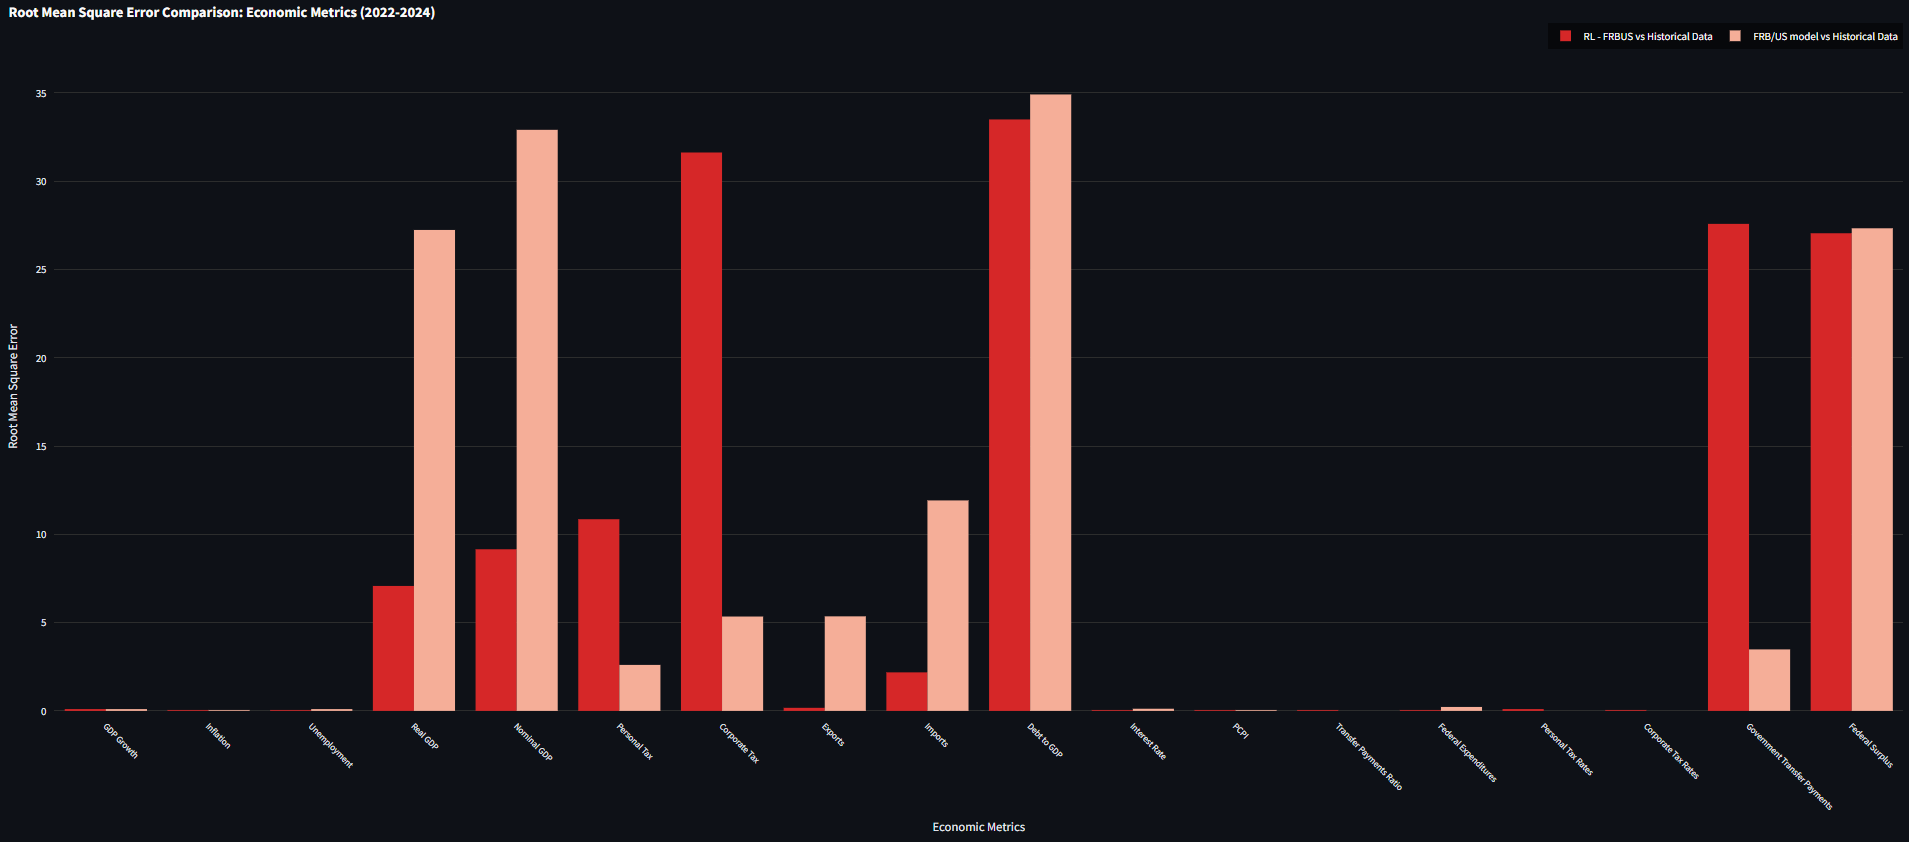 Root Mean Square Error Comparison: Economic Metrics (2022-2024)
RL - FRBUS vs Historical Data
FRB/US model vs Historical Data
35
30
25
20
15
10
5
0
Root Mean Square Error
GDP Growth
Inflation
Unemployment
Real GDP
Nominal GDP
Personal Tax
Corporate Tax
Exports
Imports
Debt to GDP
Interest Rate
PCPI
Transfer Payments Ratio
Federal Expenditures
Personal Tax Rates
Corporate Tax Rates
Government Transfer Payments
Federal Surplus
Economic Metrics